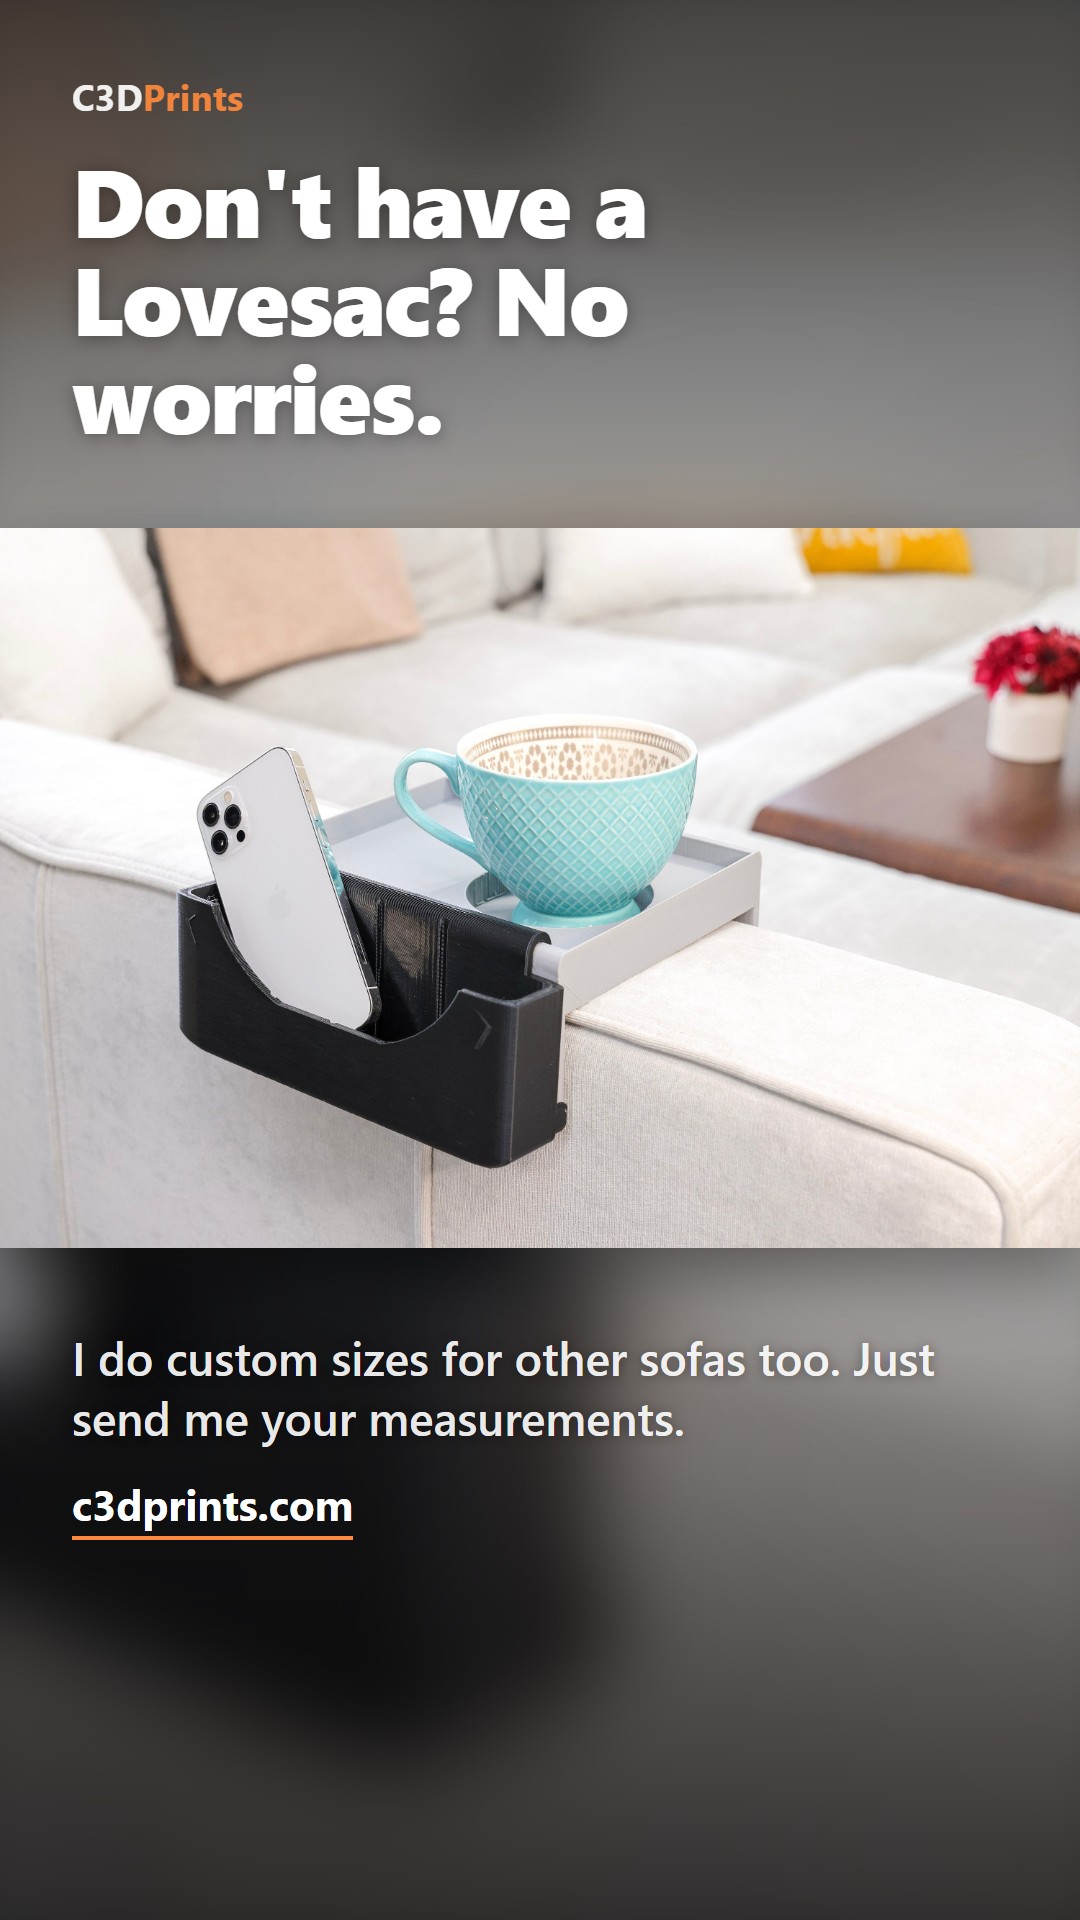 C3DPrints
Don't have a
Lovesac? No
worries.
I do custom sizes for other sofas too. Just
send me your measurements.
c3dprints.com